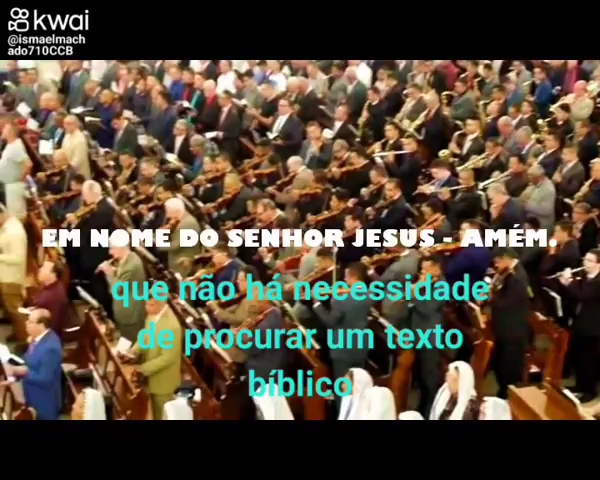 kwai
@ismaelmach
ado710CCB
EM NOME DO SENHOR JESUS - AMÉM.
que não há necessidade
de procurar um texto
bíblico